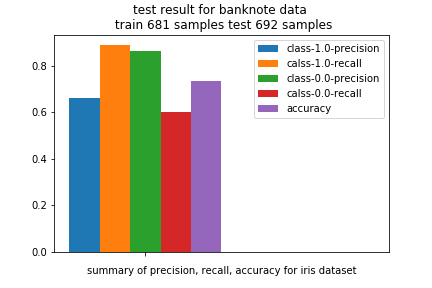 test result for banknote data
train 681 samples test 692 samples
class-1.0-precision
calss-1.0-recall
class-0.0-precision
calss-0.0-recall
accuracy
0.8
0.6
0.4
0.2
0.0
summary of precision, recall, accuracy for iris dataset